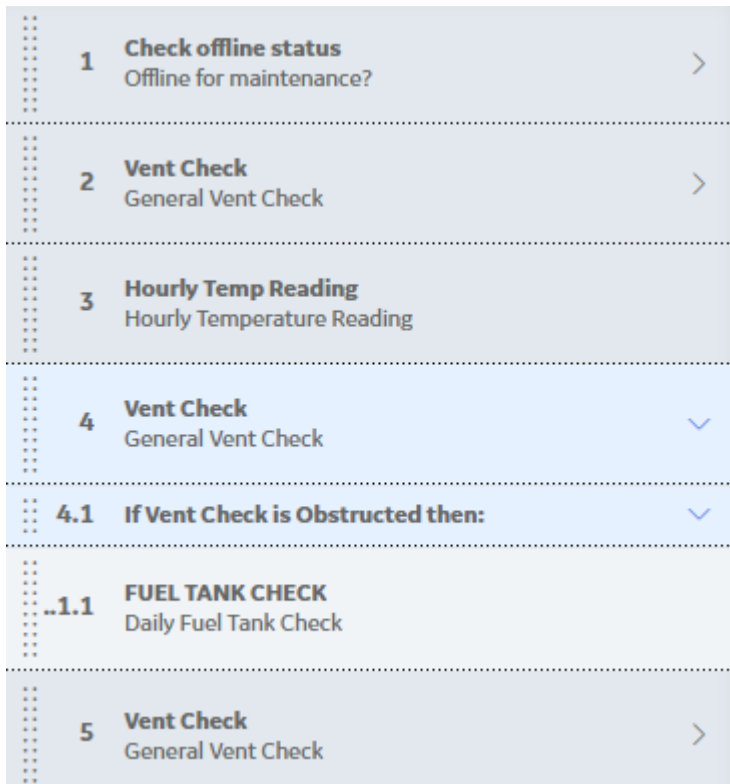 1 Check offline status
Offline for maintenance?
2 Vent Check
General Vent Check
3 Hourly Temp Reading
Hourly Temperature Reading
4 Vent Check
General Vent Check
4.1 If Vent Check is Obstructed then:
..1.1 FUEL TANK CHECK
Daily Fuel Tank Check
5 Vent Check
General Vent Check